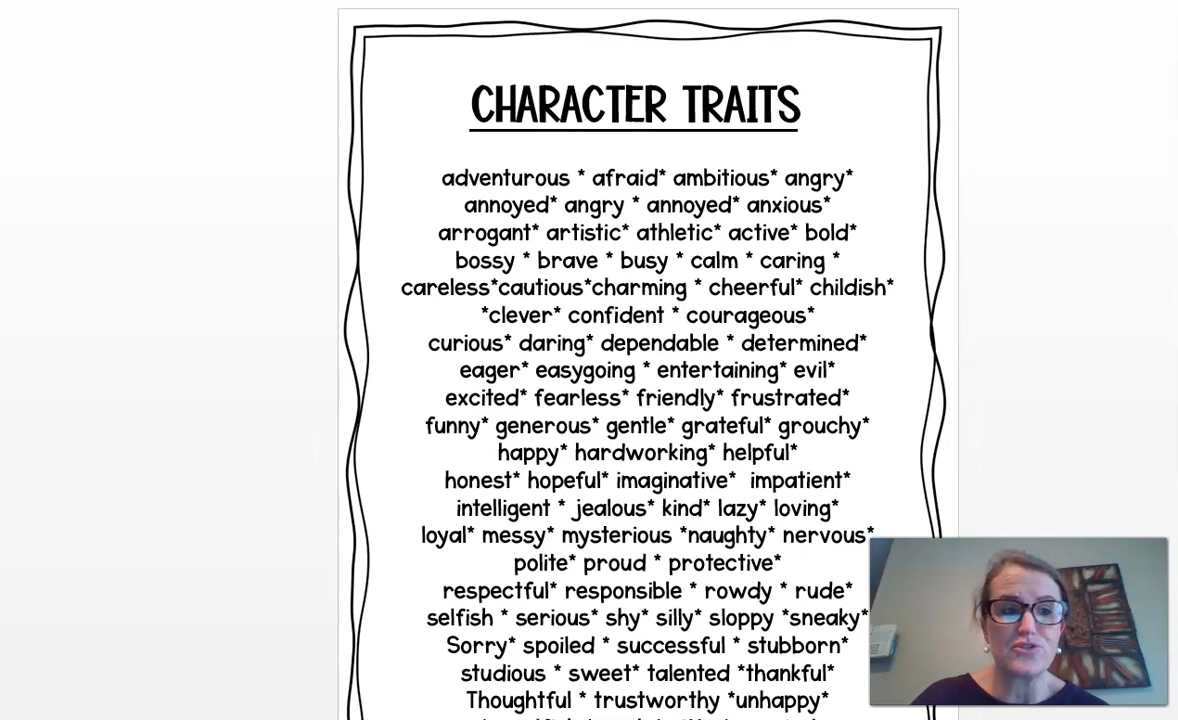 CHARACTER TRAITS
adventurous * afraid* ambitious* angry*
annoyed* angry * annoyed* anxious*
arrogant* artistic* athletic* active* bold*
bossy * brave * busy * calm * caring *
careless*cautious*charming * cheerful* childish*
*clever* confident * courageous*
curious* daring* dependable * determined*
eager* easygoing * entertaining* evil*
excited* fearless* friendly* frustrated*
funny* generous* gentle* grateful* grouchy*
happy* hardworking* helpful*
honest* hopeful* imaginative* impatient*
intelligent * jealous* kind* lazy* loving*
loyal* messy* mysterious *naughty* nervous*
polite* proud * protective*
respectful* responsible * rowdy * rude*
selfish * serious* shy* silly* sloppy *sneaky*
Sorry* spoiled * successful * stubborn*
studious * sweet* talented *thankful*
Thoughtful * trustworthy *unhappy*